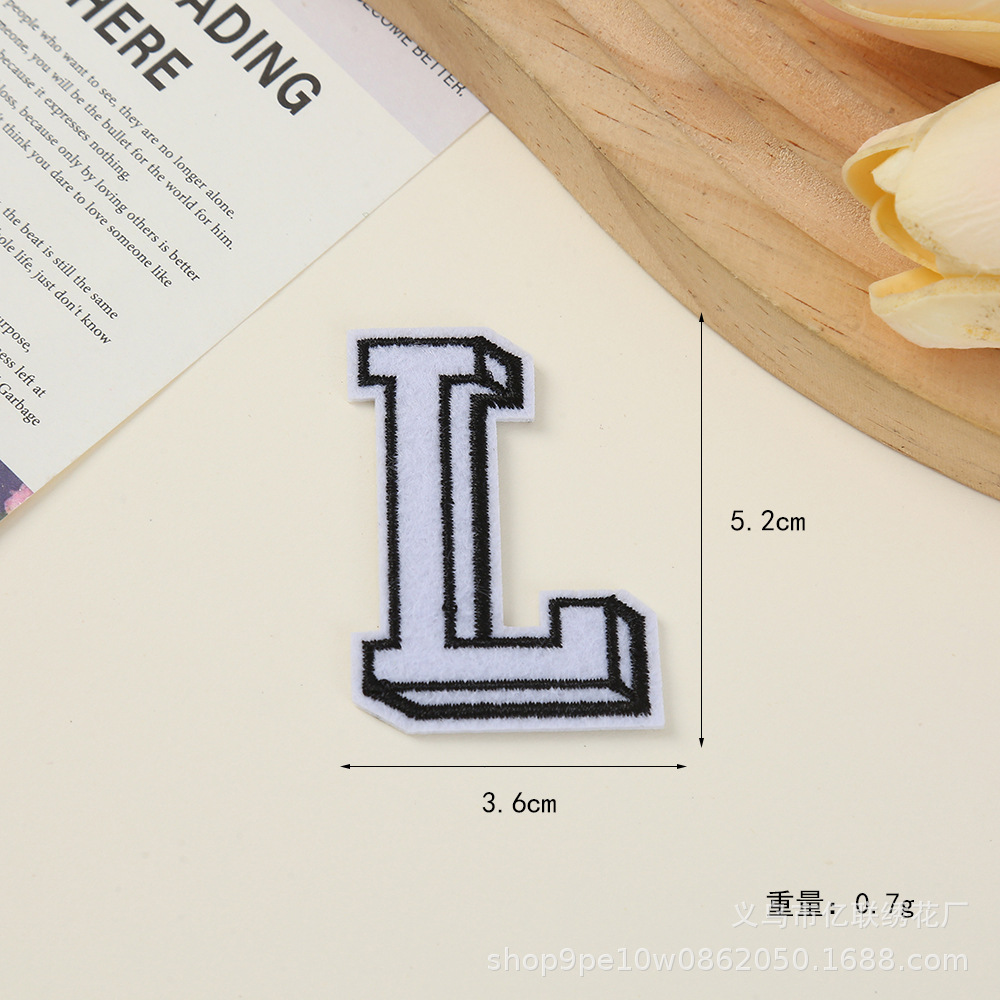 ADING
HERE
ECOME BETTER.
people who want to see, they are no longer alone.
meone, you will be the bullet for the world for him.
because it expresses nothing.
loss, because only by loving others is better
't think you dare to love someone like
the beat is still the same
ole life, just don't know
urpose,
ess left at
Garbage
L
5.2cm
3.6cm
重量: 0.7g
义乌市亿联绣花厂
shop9pe10w0862050.1688.com